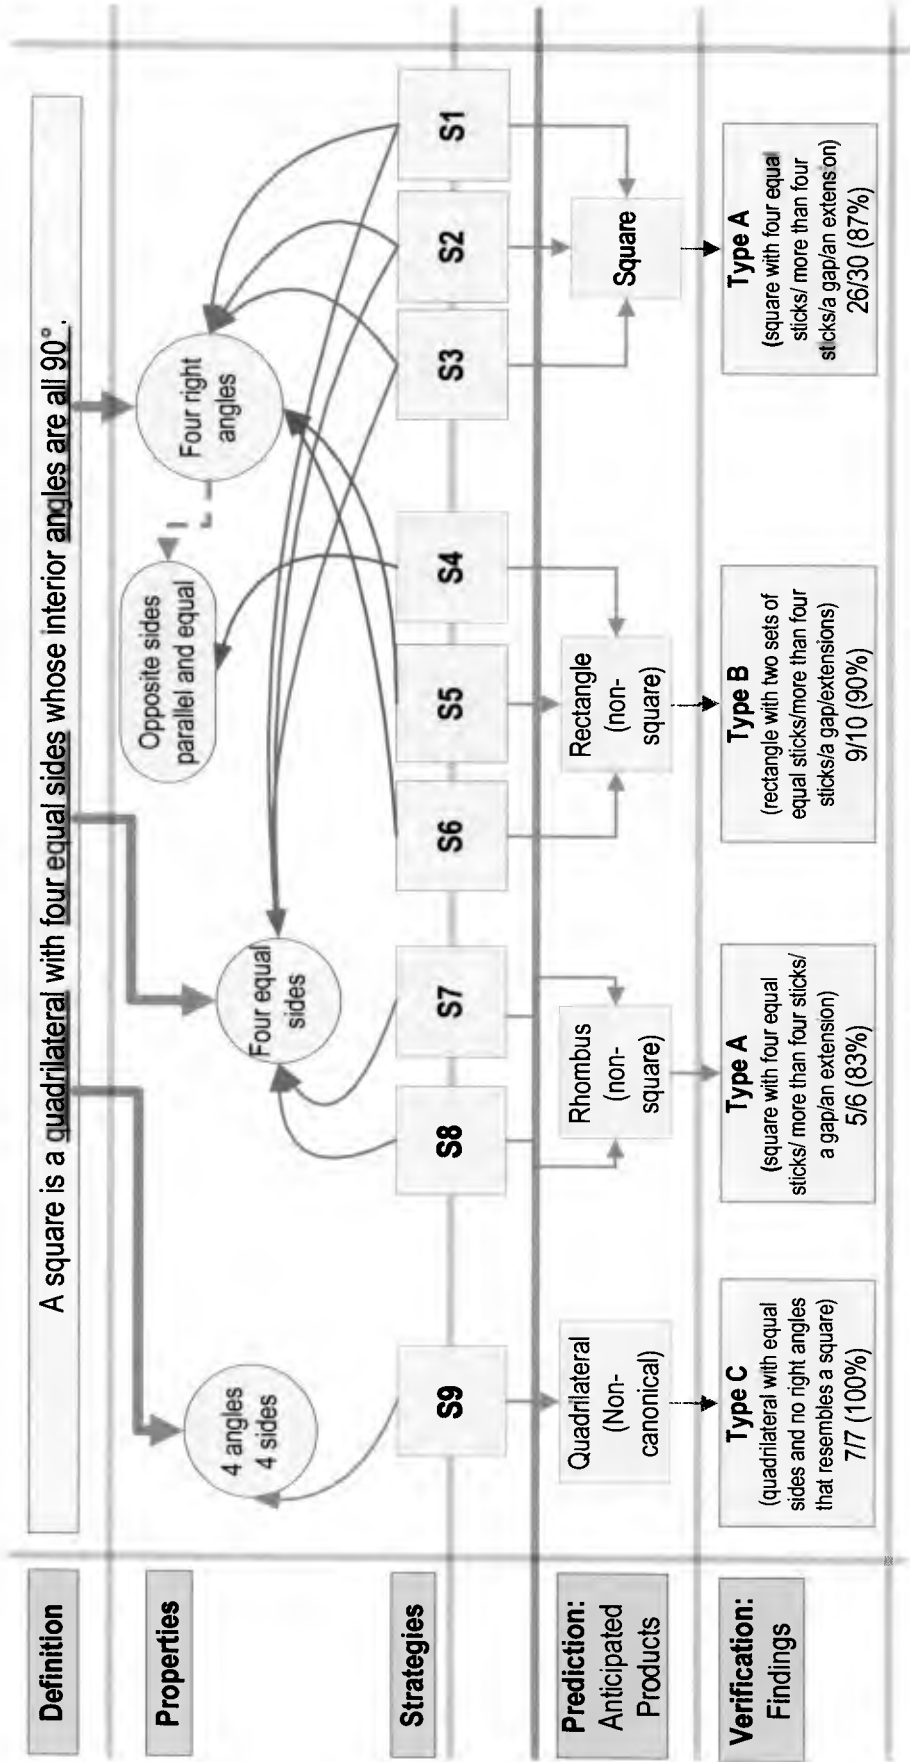 Definition
A square is a quadrilateral with four equal sides whose interior angles are all 90°.
Properties
4 angles
4 sides
Four equal
sides
Opposite sides
parallel and equal
Four right
angles
Strategies
S9
S8
S7
S6
S5
S4
S3
S2
S1
Prediction:
Anticipated
Products
Quadrilateral
(Non-
canonical)
Rhombus
(non-
square)
Rectangle
(non-
square)
Square
Verification:
Findings
Type C
(quadrilateral with equal
sides and no right angles
that resembles a square)
7/7 (100%)
Type A
(square with four equal
sticks/ more than four sticks/
a gap/an extension)
5/6 (83%)
Type B
(rectangle with two sets of
equal sticks/more than four
sticks/a gap/extensions)
9/10 (90%)
Type A
(square with four equal
sticks/ more than four
sticks/a gap/an extension)
26/30 (87%)